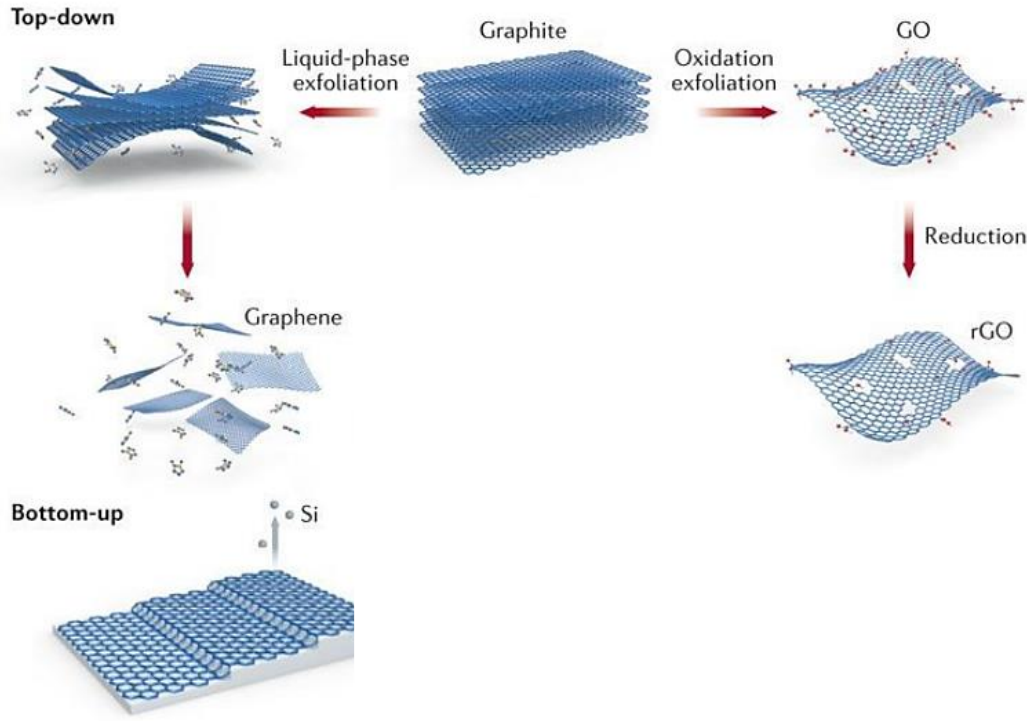 Top-down
Graphite
GO
Liquid-phase
exfoliation
Oxidation
exfoliation
Reduction
Graphene
rGO
Bottom-up
Si